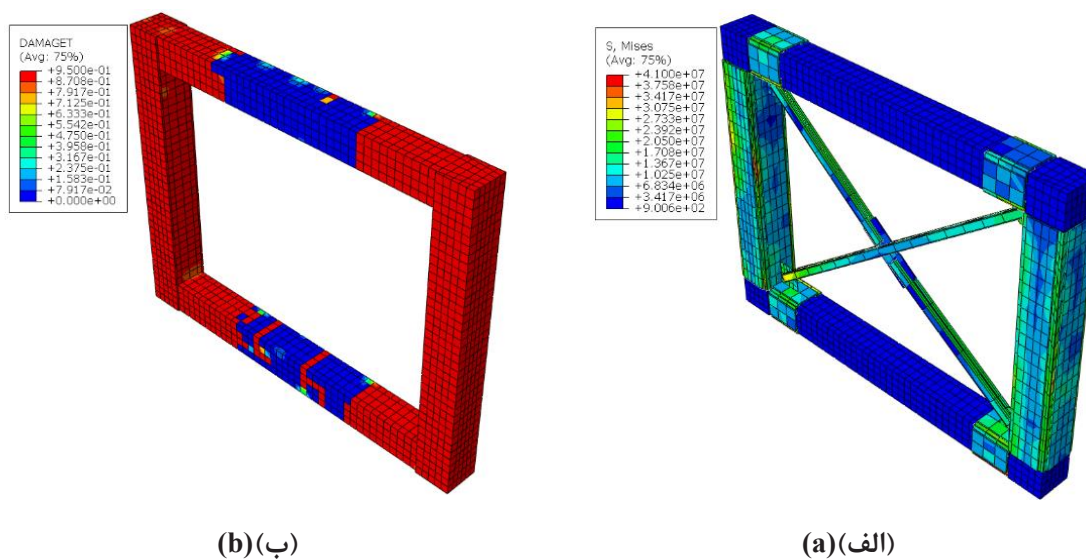 DAMAGET
(Avg: 75%)
+9.500e-01
+8.708e-01
+7.917e-01
+7.125e-01
+6.333e-01
+5.542e-01
+4.750e-01
+3.958e-01
+3.167e-01
+2.375e-01
+1.583e-01
+7.917e-02
+0.000e+00
S, Mises
(Avg: 75%)
+4.100e+07
+3.758e+07
+3.417e+07
+3.075e+07
+2.733e+07
+2.392e+07
+2.050e+07
+1.708e+07
+1.367e+07
+1.025e+07
+6.834e+06
+3.417e+06
+9.006e+02
(ب)(b)
(الف)(a)